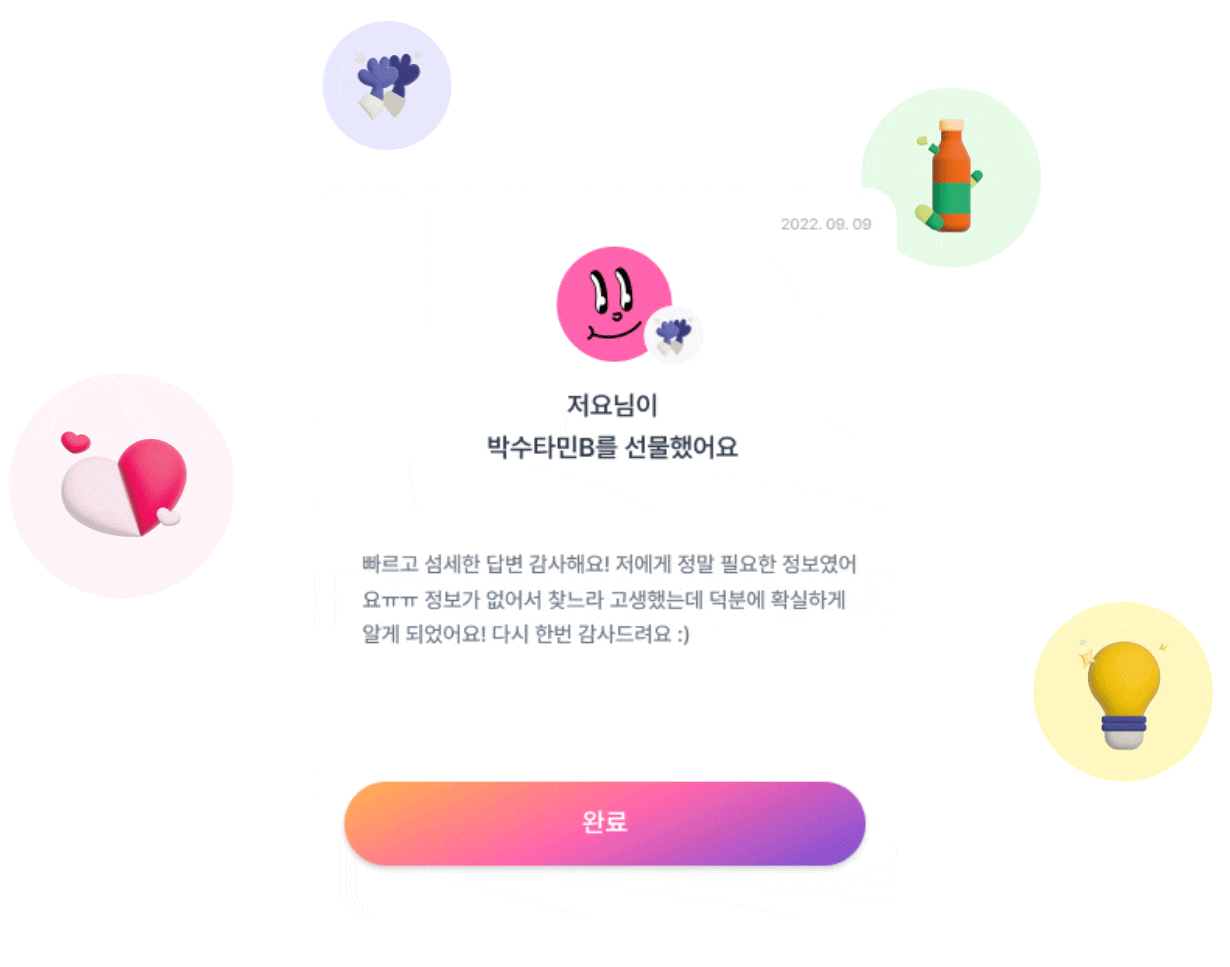 2022. 09. 09
저요님이
박수타민B를 선물했어요
빠르고 섬세한 답변 감사해요! 저에게 정말 필요한 정보였어
요ㅠㅠ 정보가 없어서 찾느라 고생했는데 덕분에 확실하게
알게 되었어요! 다시 한번 감사드려요 :)
완료